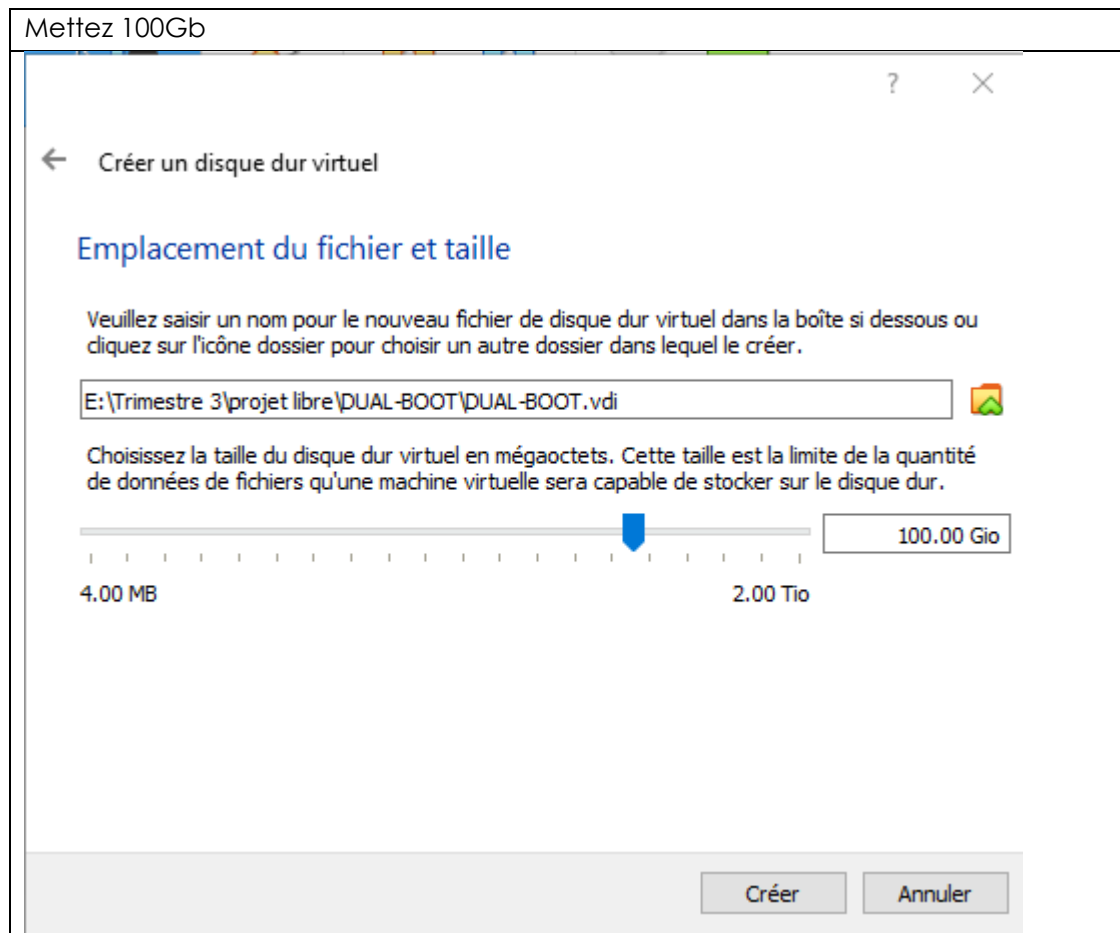 Mettez 100Gb
?
Créer un disque dur virtuel
Emplacement du fichier et taille
Veuillez saisir un nom pour le nouveau fichier de disque dur virtuel dans la boîte si dessous ou
cliquez sur l'icône dossier pour choisir un autre dossier dans lequel le créer.
E:\Trimestre 3\projet libre\DUAL-BOOT\DUAL-BOOT.vdi
Choisissez la taille du disque dur virtuel en mégaoctets. Cette taille est la limite de la quantité
de données de fichiers qu'une machine virtuelle sera capable de stocker sur le disque dur.
100.00 Gio
4.00 MB 2.00 Tio
Créer Annuler